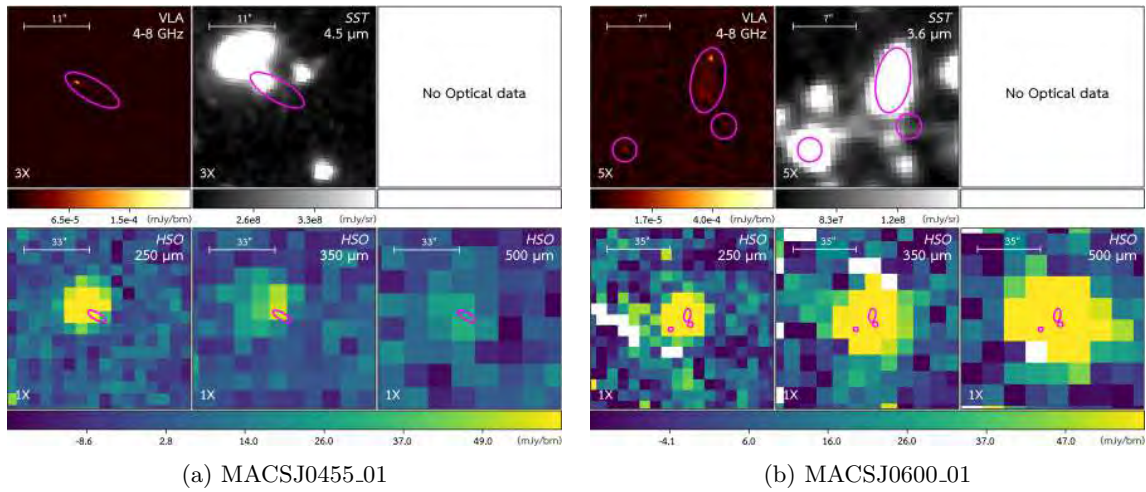 11"
VLA
4-8 GHz
3X
11"
SST
4.5 µm
3X
No Optical data
6.5e-5 1.5e-4 (mJy/bm)
2.6e8 3.3e8 (mJy/sr)
33"
HSO
250 µm
1X
33"
HSO
350 µm
1X
33"
HSO
500 µm
1X
-8.6 2.8 14.0 26.0 37.0 49.0 (mJy/bm)
(a) MACSJ0455_01
7"
VLA
4-8 GHz
5X
7"
SST
3.6 µm
5X
No Optical data
1.7e-5 4.0e-4 (mJy/bm)
8.3e7 1.2e8 (mJy/sr)
35"
HSO
250 µm
1X
35"
HSO
350 µm
1X
35"
HSO
500 µm
1X
-4.1 6.0 16.0 26.0 37.0 47.0 (mJy/bm)
(b) MACSJ0600_01